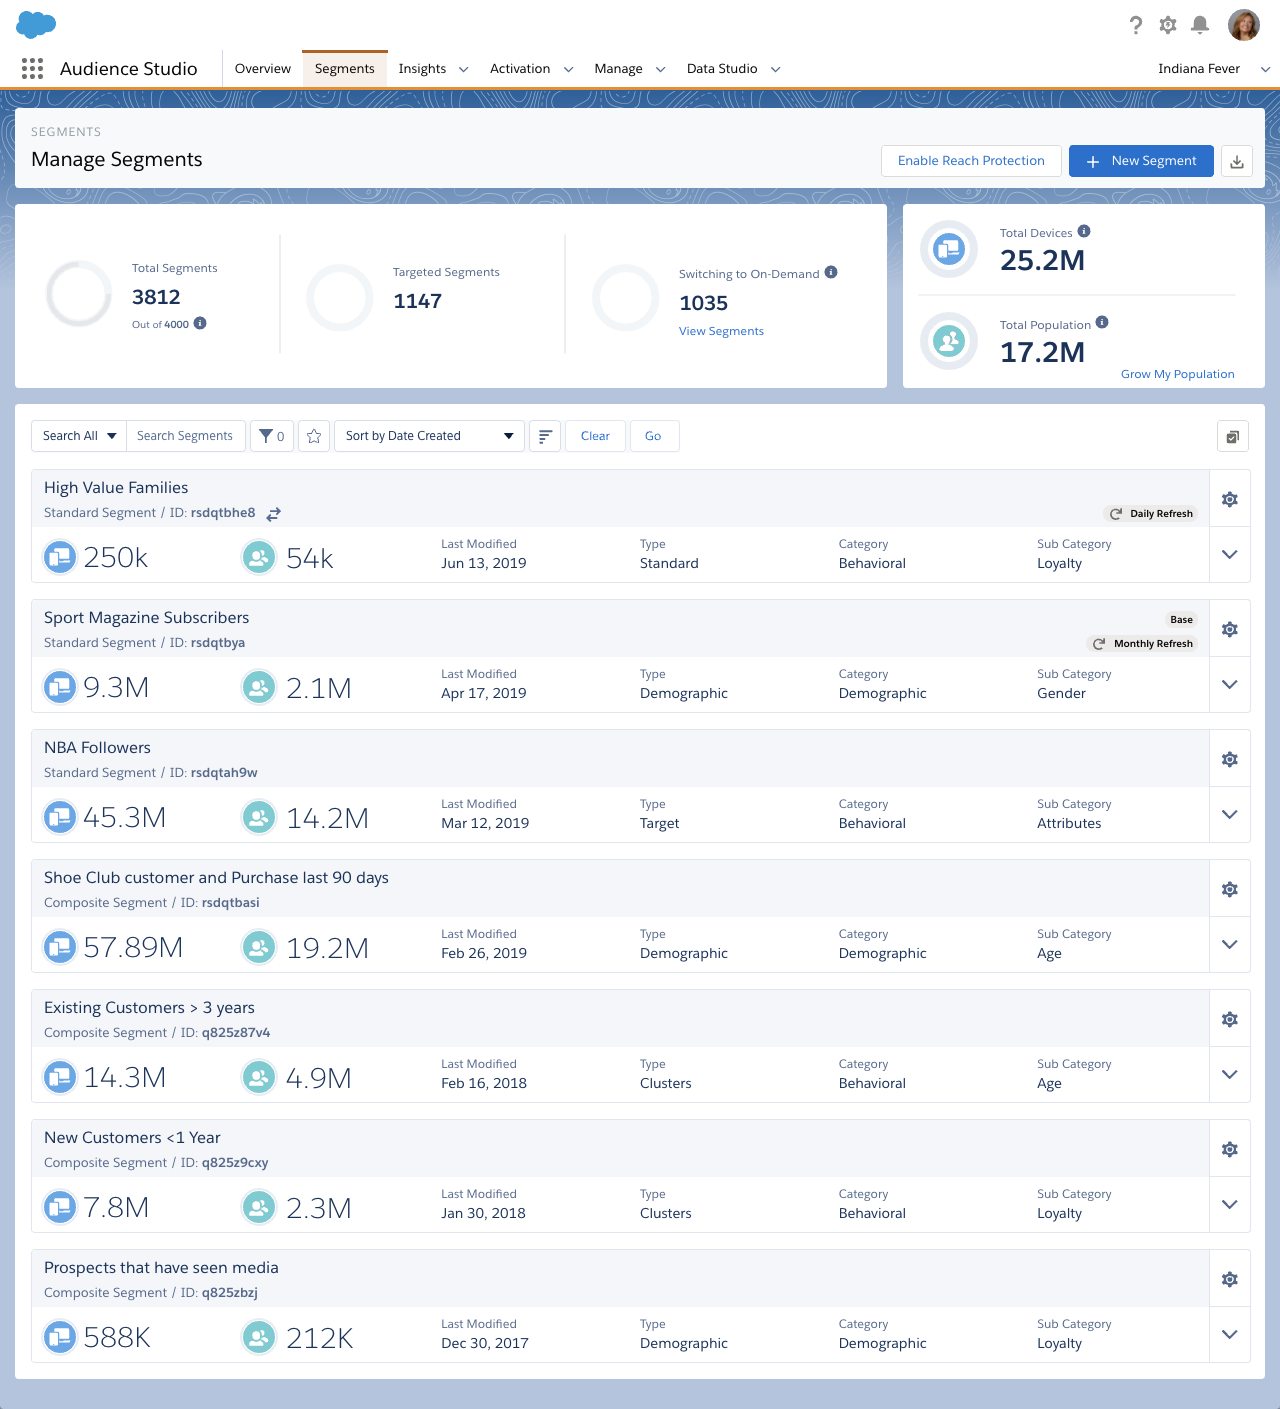 Audience Studio
Overview
Segments
Insights
Activation
Manage
Data Studio
Indiana Fever
SEGMENTS
Manage Segments
Enable Reach Protection
New Segment
Total Segments
3812
Out of 4000
Targeted Segments
1147
Switching to On-Demand
1035
View Segments
Total Devices
25.2M
Total Population
17.2M
Grow My Population
Search All
Search Segments
0
Sort by Date Created
Clear
Go
High Value Families
Standard Segment / ID: rsdqtbhe8
Daily Refresh
250k
54k
Last Modified
Jun 13, 2019
Type
Standard
Category
Behavioral
Sub Category
Loyalty
Sport Magazine Subscribers
Base
Standard Segment / ID: rsdqtbya
Monthly Refresh
9.3M
2.1M
Last Modified
Apr 17, 2019
Type
Demographic
Category
Demographic
Sub Category
Gender
NBA Followers
Standard Segment / ID: rsdqtah9w
45.3M
14.2M
Last Modified
Mar 12, 2019
Type
Target
Category
Behavioral
Sub Category
Attributes
Shoe Club customer and Purchase last 90 days
Composite Segment / ID: rsdqtbasi
57.89M
19.2M
Last Modified
Feb 26, 2019
Type
Demographic
Category
Demographic
Sub Category
Age
Existing Customers > 3 years
Composite Segment / ID: q825z87v4
14.3M
4.9M
Last Modified
Feb 16, 2018
Type
Clusters
Category
Behavioral
Sub Category
Age
New Customers <1 Year
Composite Segment / ID: q825z9cxy
7.8M
2.3M
Last Modified
Jan 30, 2018
Type
Clusters
Category
Behavioral
Sub Category
Loyalty
Prospects that have seen media
Composite Segment / ID: q825zbzj
588K
212K
Last Modified
Dec 30, 2017
Type
Demographic
Category
Demographic
Sub Category
Loyalty